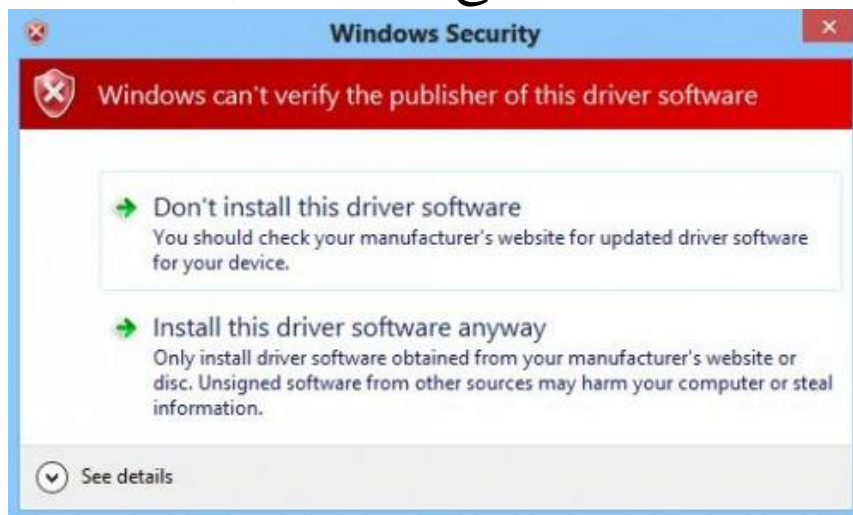 Windows Security
Windows can't verify the publisher of this driver software
Don't install this driver software
You should check your manufacturer's website for updated driver software
for your device.
Install this driver software anyway
Only install driver software obtained from your manufacturer's website or
disc. Unsigned software from other sources may harm your computer or steal
information.
See details